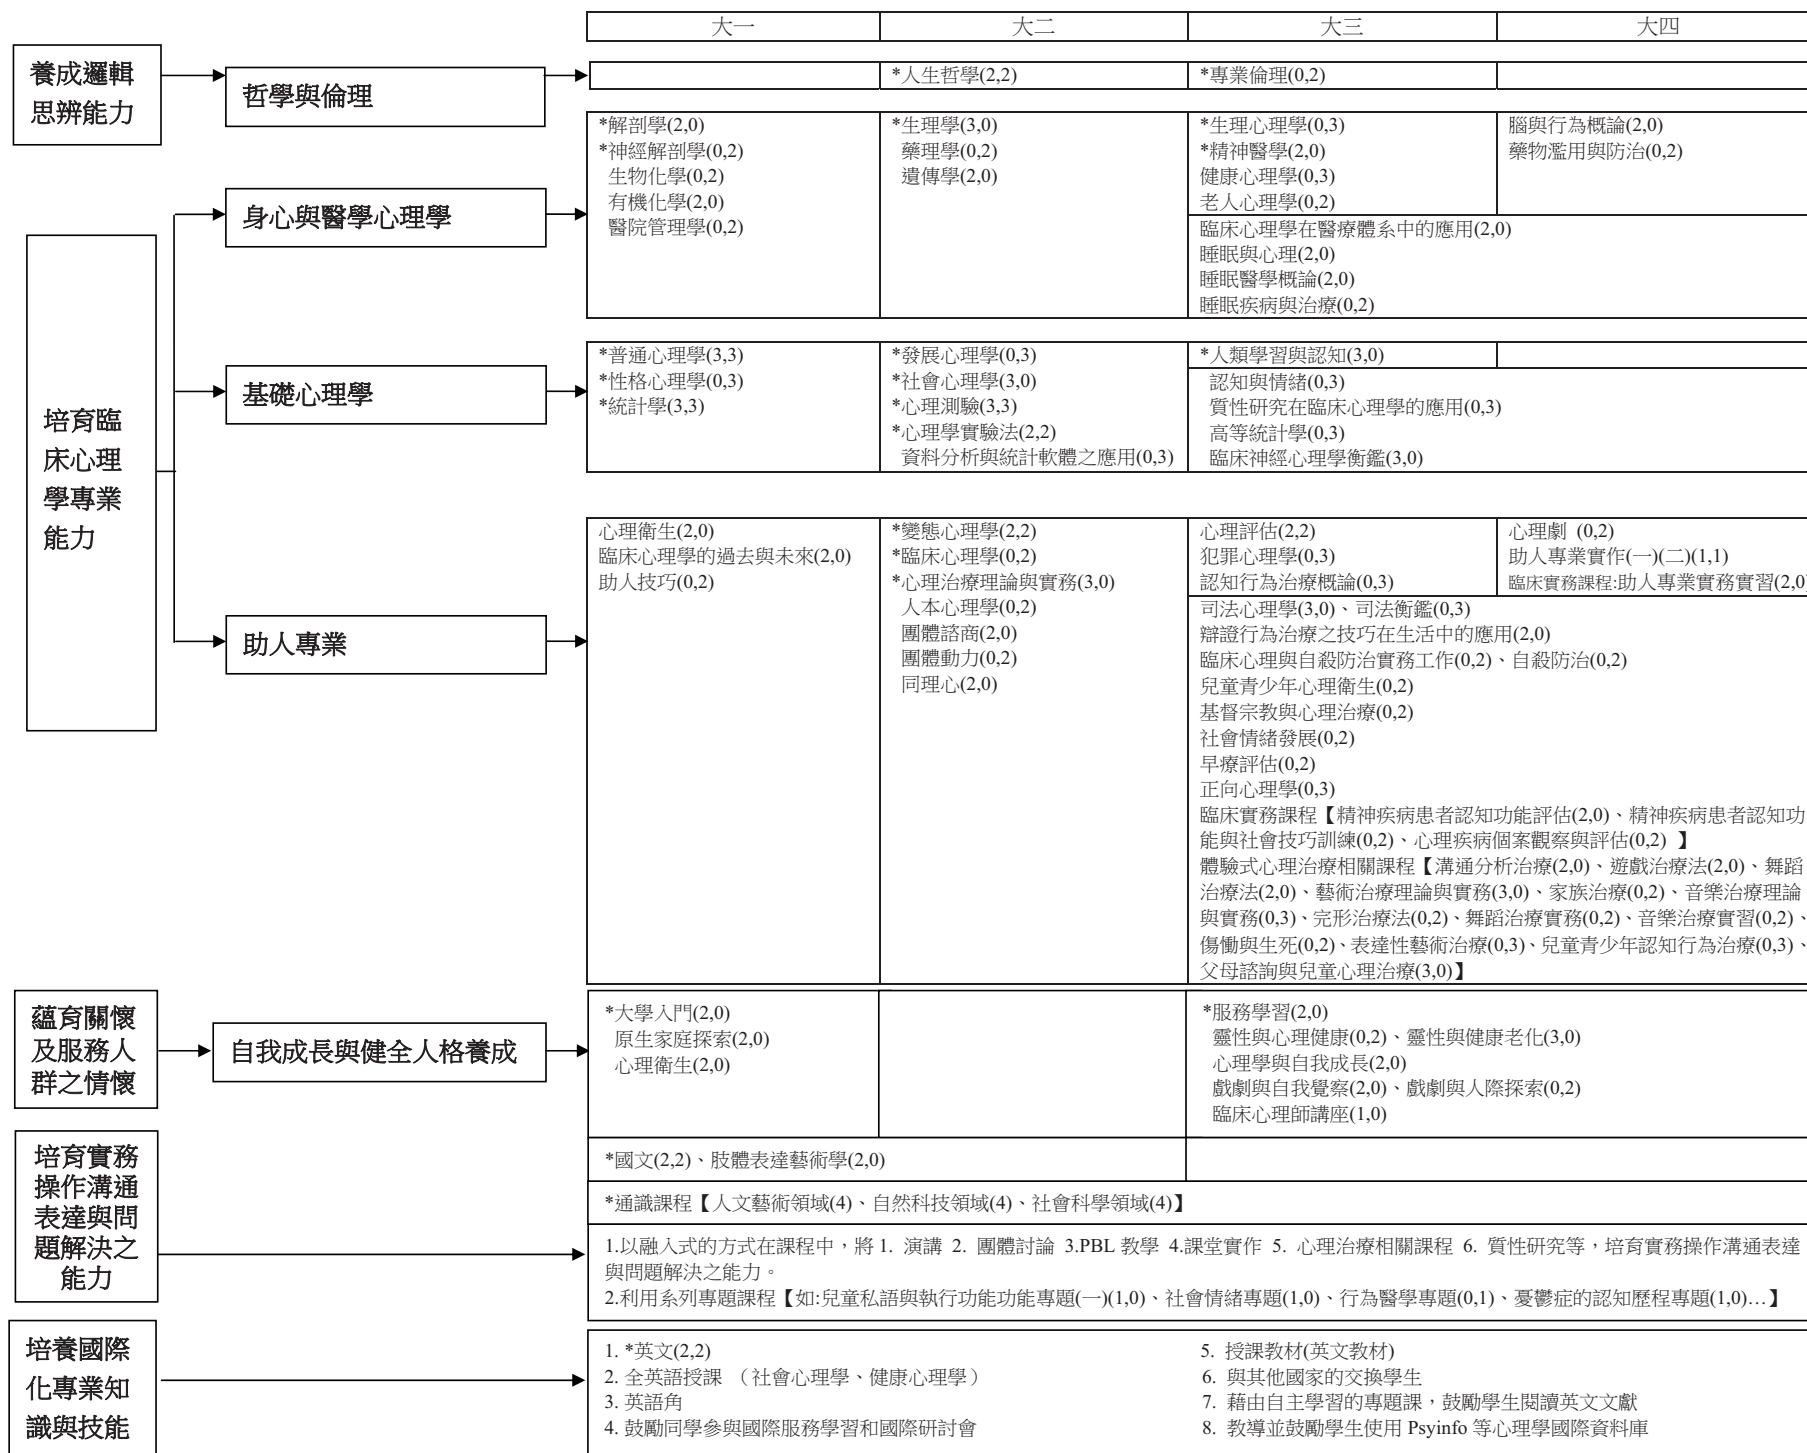 大一 大二 大三 大四
養成邏輯
思辨能力
哲學與倫理
*人生哲學(2,2) *專業倫理(0,2)
培育臨
床心理
學專業
能力
身心與醫學心理學
*解剖學(2,0)
*神經解剖學(0,2)
生物化學(0,2)
有機化學(2,0)
醫院管理學(0,2)
*生理學(3,0)
藥理學(0,2)
遺傳學(2,0)
*生理心理學(0,3)
*精神醫學(2,0)
健康心理學(0,3)
老人心理學(0,2)
腦與行為概論(2,0)
藥物濫用與防治(0,2)
臨床心理學在醫療體系中的應用(2,0)
睡眠與心理(2,0)
睡眠醫學概論(2,0)
睡眠疾病與治療(0,2)
基礎心理學
*普通心理學(3,3)
*性格心理學(0,3)
*統計學(3,3)
*發展心理學(0,3)
*社會心理學(3,0)
*心理測驗(3,3)
*心理學實驗法(2,2)
資料分析與統計軟體之應用(0,3)
*人類學習與認知(3,0)
認知與情緒(0,3)
質性研究在臨床心理學的應用(0,3)
高等統計學(0,3)
臨床神經心理學衡鑑(3,0)
助人專業
心理衛生(2,0)
臨床心理學的過去與未來(2,0)
助人技巧(0,2)
*變態心理學(2,2)
*臨床心理學(0,2)
*心理治療理論與實務(3,0)
人本心理學(0,2)
團體諮商(2,0)
團體動力(0,2)
同理心(2,0)
心理評估(2,2)
犯罪心理學(0,3)
認知行為治療概論(0,3)
心理劇 (0,2)
助人專業實作(一)(二)(1,1)
臨床實務課程:助人專業實務實習(2,0)
司法心理學(3,0)、司法衡鑑(0,3)
辯證行為治療之技巧在生活中的應用(2,0)
臨床心理與自殺防治實務工作(0,2)、自殺防治(0,2)
兒童青少年心理衛生(0,2)
基督宗教與心理治療(0,2)
社會情緒發展(0,2)
早療評估(0,2)
正向心理學(0,3)
臨床實務課程【精神疾病患者認知功能評估(2,0)、精神疾病患者認知功
能與社會技巧訓練(0,2)、心理疾病個案觀察與評估(0,2) 】
體驗式心理治療相關課程【溝通分析治療(2,0)、遊戲治療法(2,0)、舞蹈
治療法(2,0)、藝術治療理論與實務(3,0)、家族治療(0,2)、音樂治療理論
與實務(0,3)、完形治療法(0,2)、舞蹈治療實務(0,2)、音樂治療實習(0,2)、
傷慟與生死(0,2)、表達性藝術治療(0,3)、兒童青少年認知行為治療(0,3)、
父母諮詢與兒童心理治療(3,0)】
蘊育關懷
及服務人
群之情懷
自我成長與健全人格養成
*大學入門(2,0)
原生家庭探索(2,0)
心理衛生(2,0)
*服務學習(2,0)
靈性與心理健康(0,2)、靈性與健康老化(3,0)
心理學與自我成長(2,0)
戲劇與自我覺察(2,0)、戲劇與人際探索(0,2)
臨床心理師講座(1,0)
培育實務
操作溝通
表達與問
題解決之
能力
*國文(2,2)、肢體表達藝術學(2,0)
*通識課程【人文藝術領域(4)、自然科技領域(4)、社會科學領域(4)】
1.以融入式的方式在課程中，將 1. 演講 2. 團體討論 3.PBL 教學 4.課堂實作 5. 心理治療相關課程 6. 質性研究等，培育實務操作溝通表達
與問題解決之能力。
2.利用系列專題課程【如:兒童私語與執行功能功能專題(一)(1,0)、社會情緒專題(1,0)、行為醫學專題(0,1)、憂鬱症的認知歷程專題(1,0)…】
培養國際
化專業知
識與技能
1. *英文(2,2)
2. 全英語授課 （社會心理學、健康心理學）
3. 英語角
4. 鼓勵同學參與國際服務學習和國際研討會
5. 授課教材(英文教材)
6. 與其他國家的交換學生
7. 藉由自主學習的專題課，鼓勵學生閱讀英文文獻
8. 教導並鼓勵學生使用 Psyinfo 等心理學國際資料庫